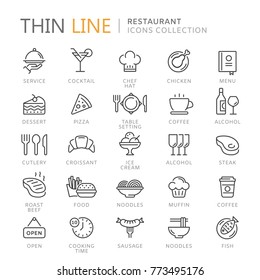 THIN LINE RESTAURANT
ICONS COLLECTION
SERVICE COCKTAIL CHEF HAT CHICKEN MENU
DESSERT PIZZA TABLE SETTING COFFEE ALCOHOL
CUTLERY CROISSANT ICE CREAM ALCOHOL STEAK
ROAST BEEF FOOD NOODLES MUFFIN COFFEE
OPEN
OPEN COOKING TIME SAUSAGE NOODLES FISH
shutterstock.com · 773495176